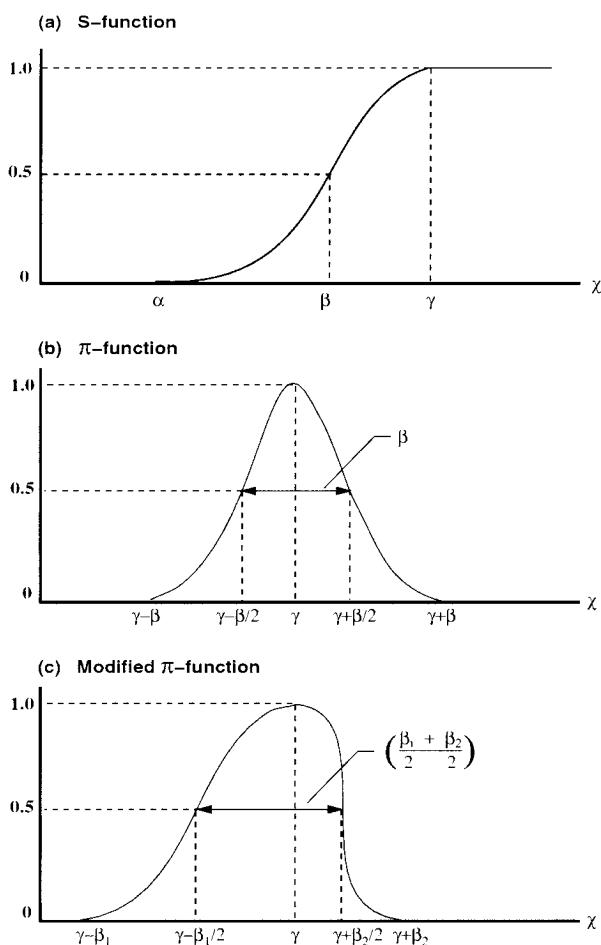 (a) S-function
1.0
0.5
0
α β γ χ
(b) π-function
1.0
β
0.5
0
γ-β γ-β/2 γ γ+β/2 γ+β χ
(c) Modified π-function
1.0
(β₁/2 + β₂/2)
0.5
0
γ-β₁ γ-β₁/2 γ γ+β₂/2 γ+β₂ χ